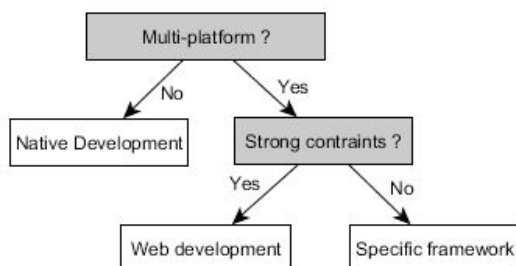 Multi-platform ?
No
Yes
Native Development
Strong contraints ?
Yes
No
Web development
Specific framework